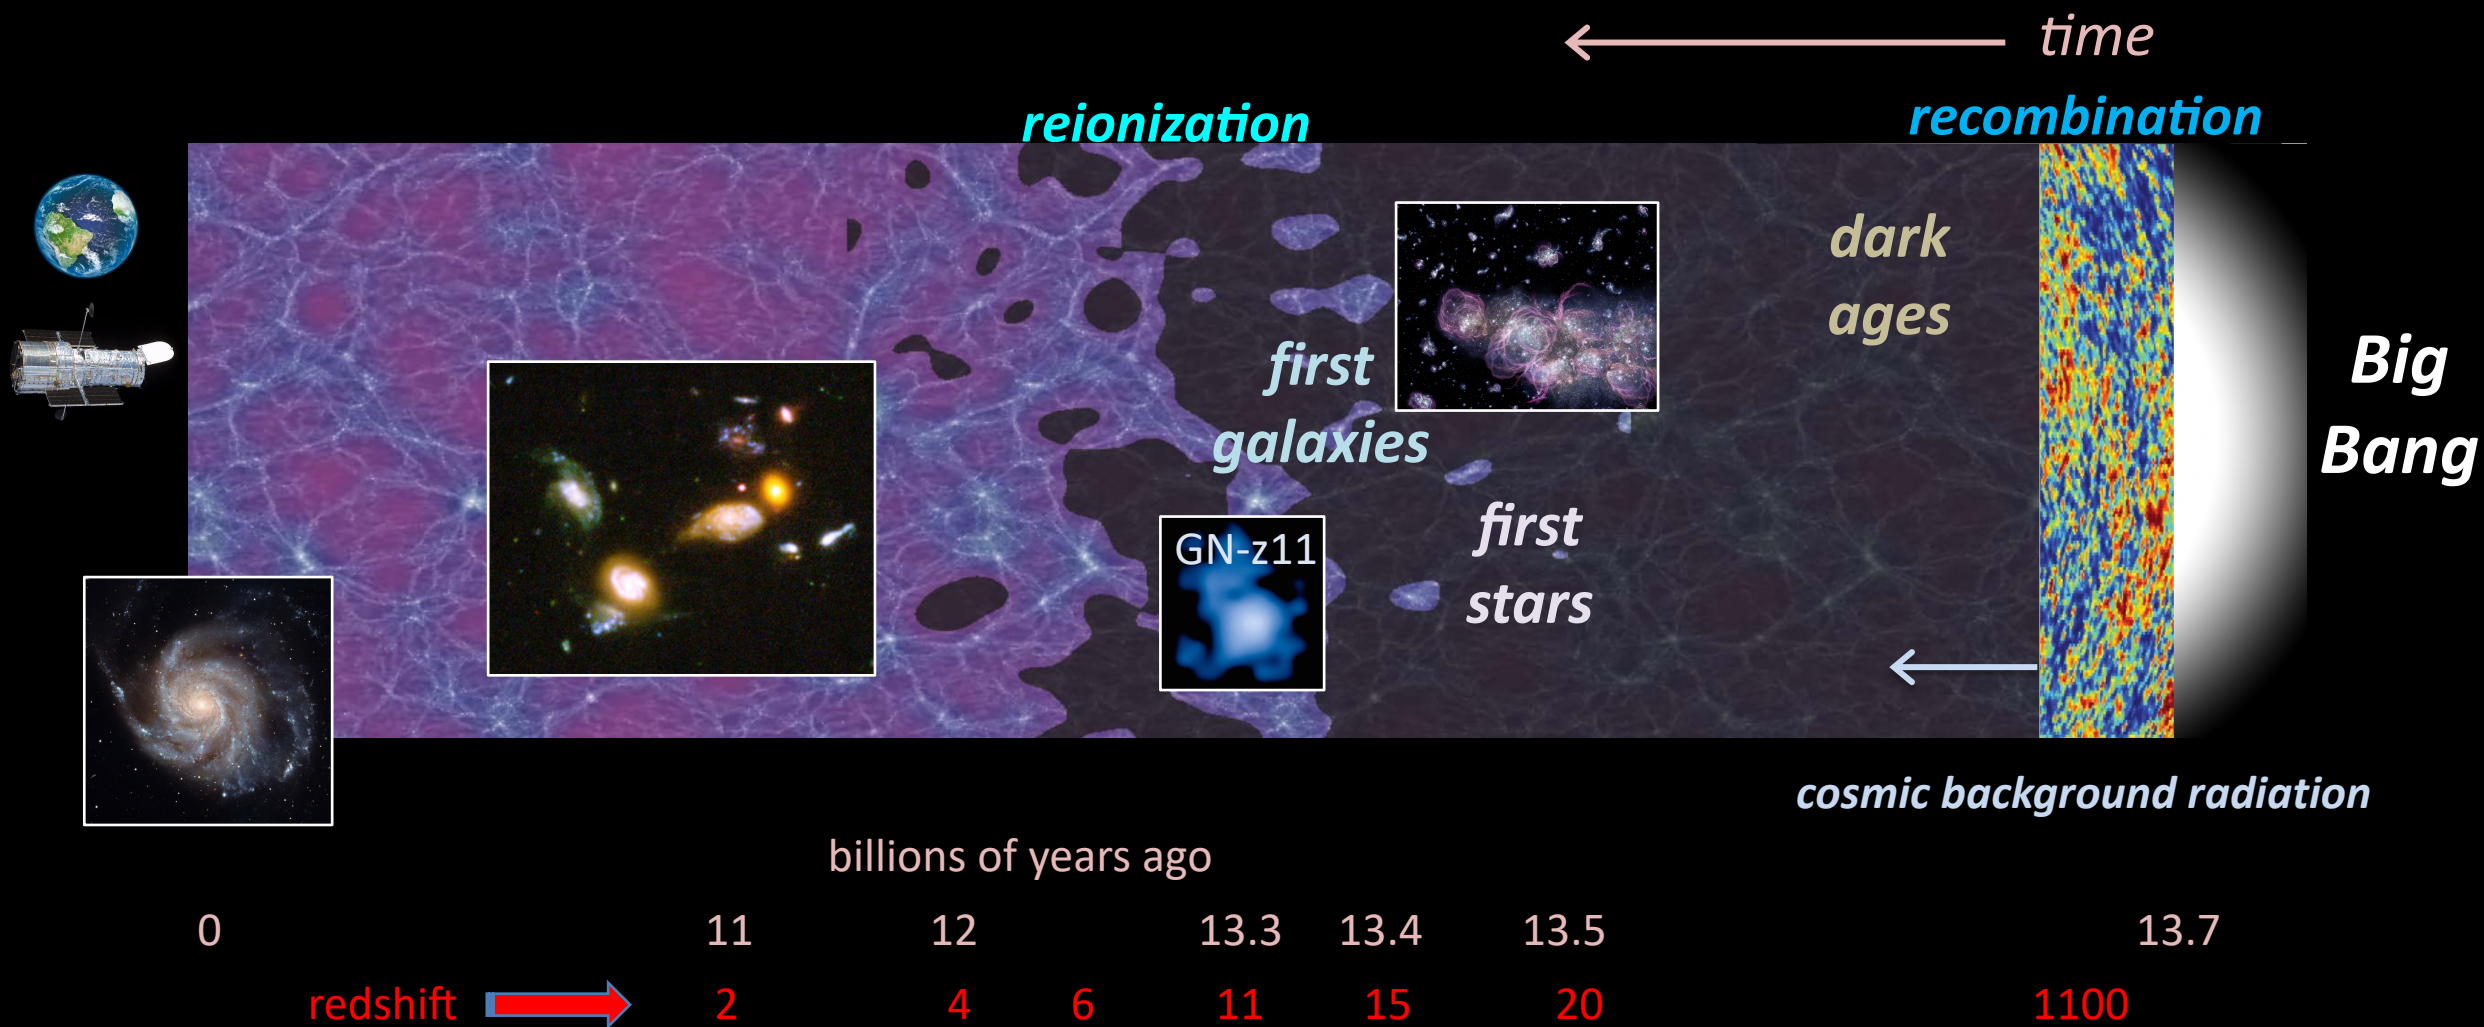 time
reionization
recombination
dark
ages
first
galaxies
Big
Bang
GN-z11
first
stars
cosmic background radiation
billions of years ago
0 11 12 13.3 13.4 13.5 13.7
redshift 2 4 6 11 15 20 1100